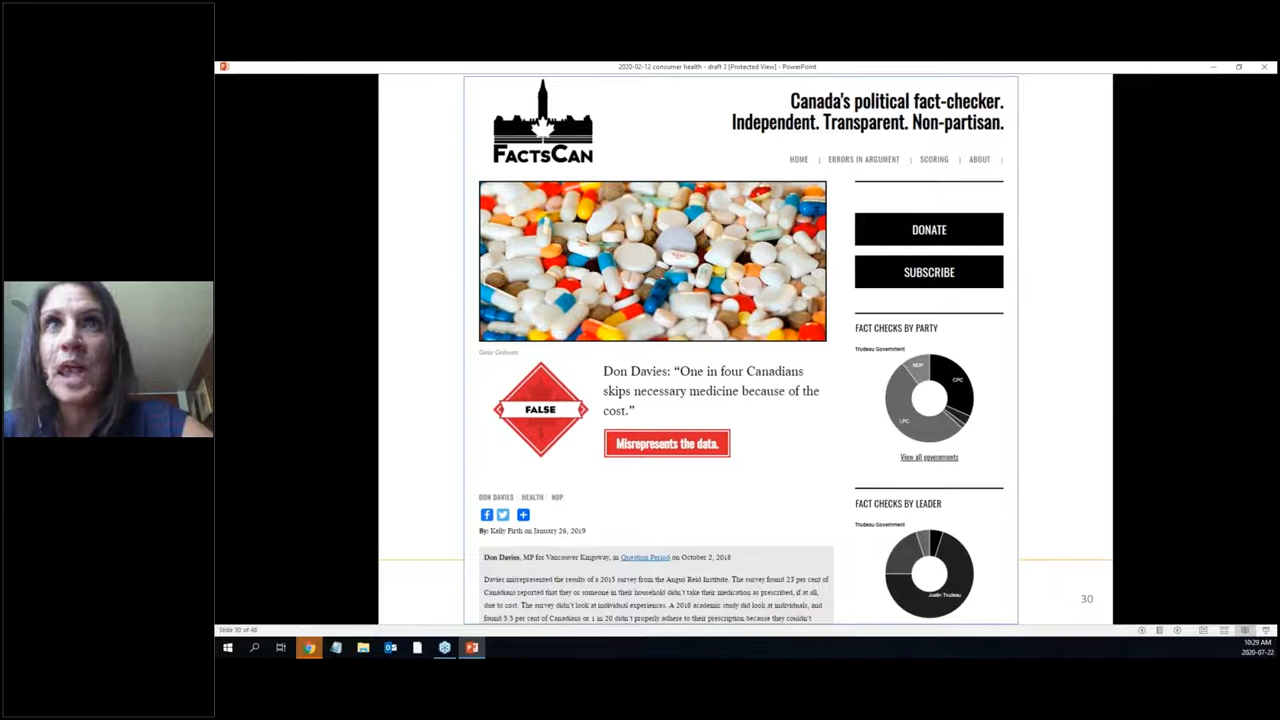 2020-02-12 consumer health - draft 3 [Protected View] - PowerPoint
FACTSCAN
Canada's political fact-checker.
Independent. Transparent. Non-partisan.
HOME | ERRORS IN ARGUMENT | SCORING | ABOUT |
DONATE
SUBSCRIBE
FACT CHECKS BY PARTY
Trudeau Government
NDP
CPC
LPC
View all governments
FALSE
Don Davies: “One in four Canadians
skips necessary medicine because of the
cost.”
Misrepresents the data.
DON DAVIES / HEALTH / NDP
By: Kelly Firth on January 26, 2019
Don Davies, MP for Vancouver Kingsway, in Question Period on October 2, 2018
Davies misrepresented the results of a 2015 survey from the Angus Reid Institute. The survey found 23 per cent of
Canadians reported that they or someone in their household didn't take their medication as prescribed, if at all,
due to cost. The survey didn't look at individual experiences. A 2018 academic study did look at individuals, and
found 5.5 per cent of Canadians or 1 in 20 didn't properly adhere to their prescription because they couldn't
FACT CHECKS BY LEADER
Trudeau Government
Justin Trudeau
30
Slide 30 of 48
10:29 AM
2020-07-22